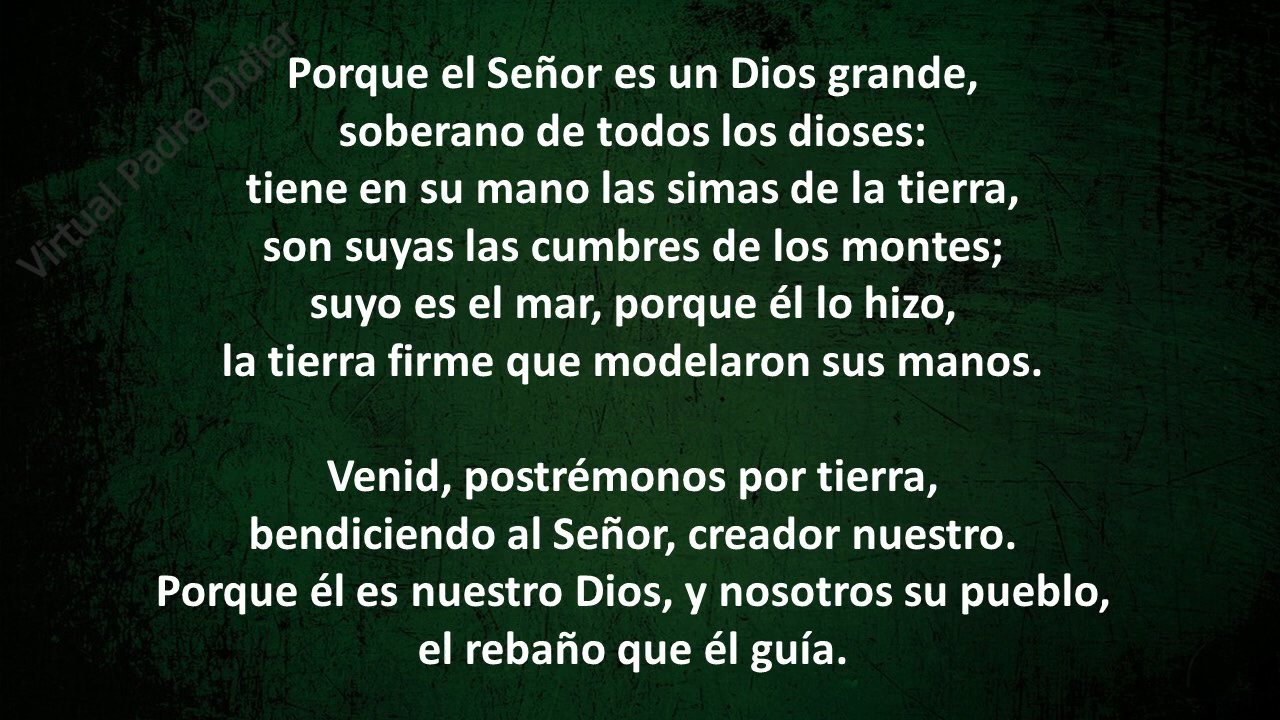 Virtual Padre Didier
Porque el Señor es un Dios grande,
soberano de todos los dioses:
tiene en su mano las simas de la tierra,
son suyas las cumbres de los montes;
suyo es el mar, porque él lo hizo,
la tierra firme que modelaron sus manos.
Venid, postrémonos por tierra,
bendiciendo al Señor, creador nuestro.
Porque él es nuestro Dios, y nosotros su pueblo,
el rebaño que él guía.